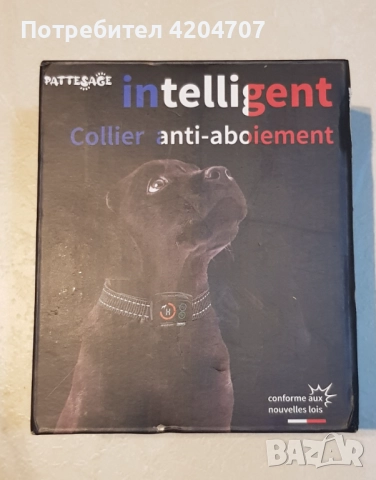 Потребител 4204707
PATTESAGE
intelligent
Collier anti-aboiement
H
conforme aux
nouvelles lois
BAZAR